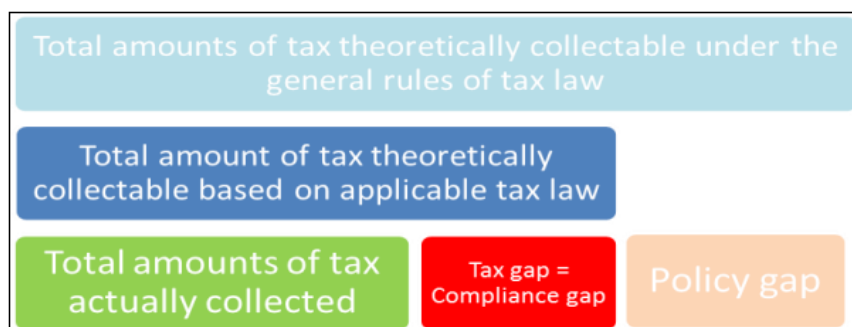 Total amounts of tax theoretically collectable under the
general rules of tax law
Total amount of tax theoretically
collectable based on applicable tax law
Total amounts of tax
actually collected
Tax gap =
Compliance gap
Policy gap